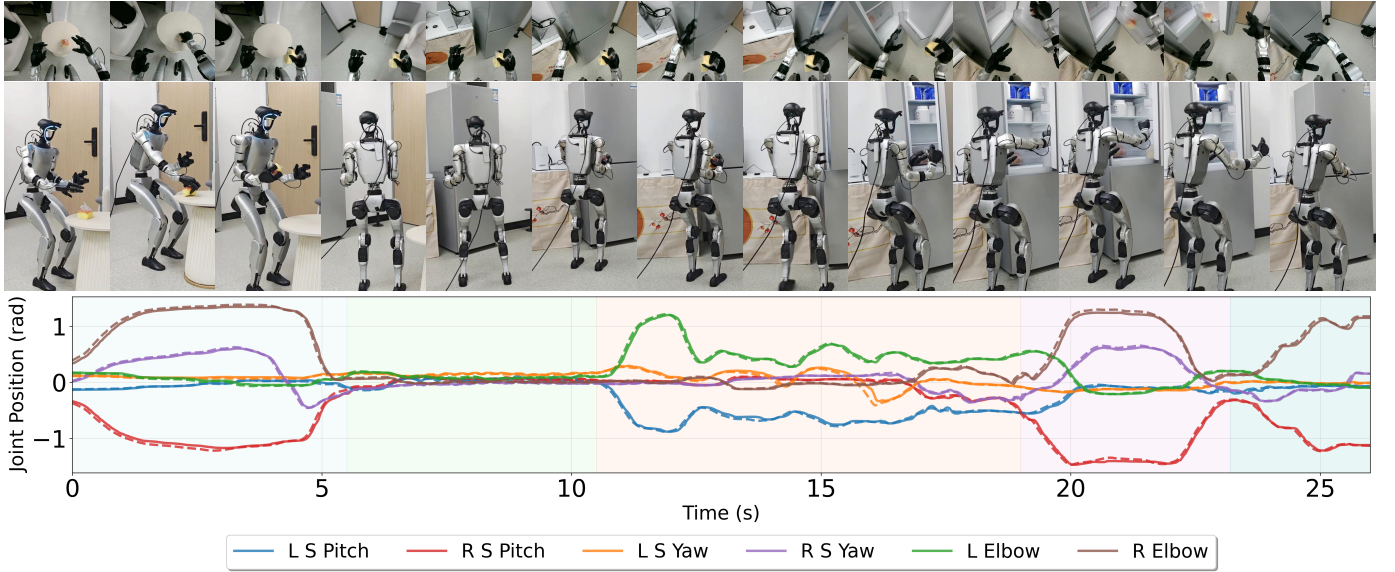 Joint Position (rad)
1
0
−1
0 5 10 15 20 25
Time (s)
L S Pitch R S Pitch L S Yaw R S Yaw L Elbow R Elbow